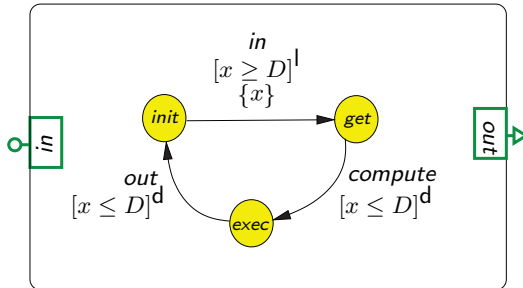 in
[x ≥ D]^l
{x}
init
get
in
out
out
[x ≤ D]^d
compute
[x ≤ D]^d
exec